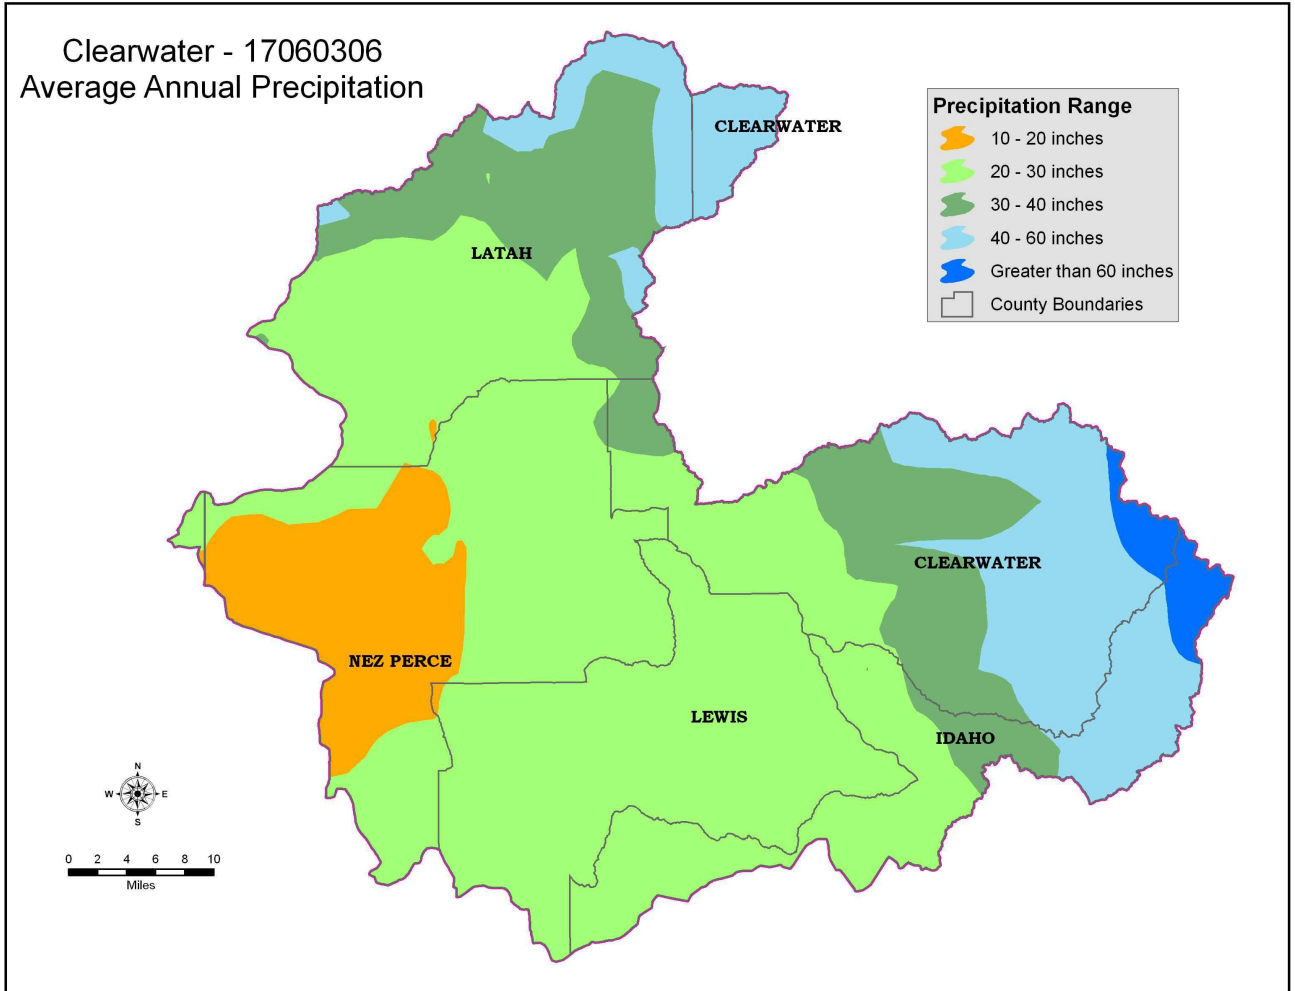 Clearwater - 17060306
Average Annual Precipitation
CLEARWATER
Precipitation Range
10 - 20 inches
20 - 30 inches
30 - 40 inches
40 - 60 inches
Greater than 60 inches
County Boundaries
LATAH
CLEARWATER
NEZ PERCE
LEWIS
IDAHO
N
W E
S
0 2 4 6 8 10
Miles